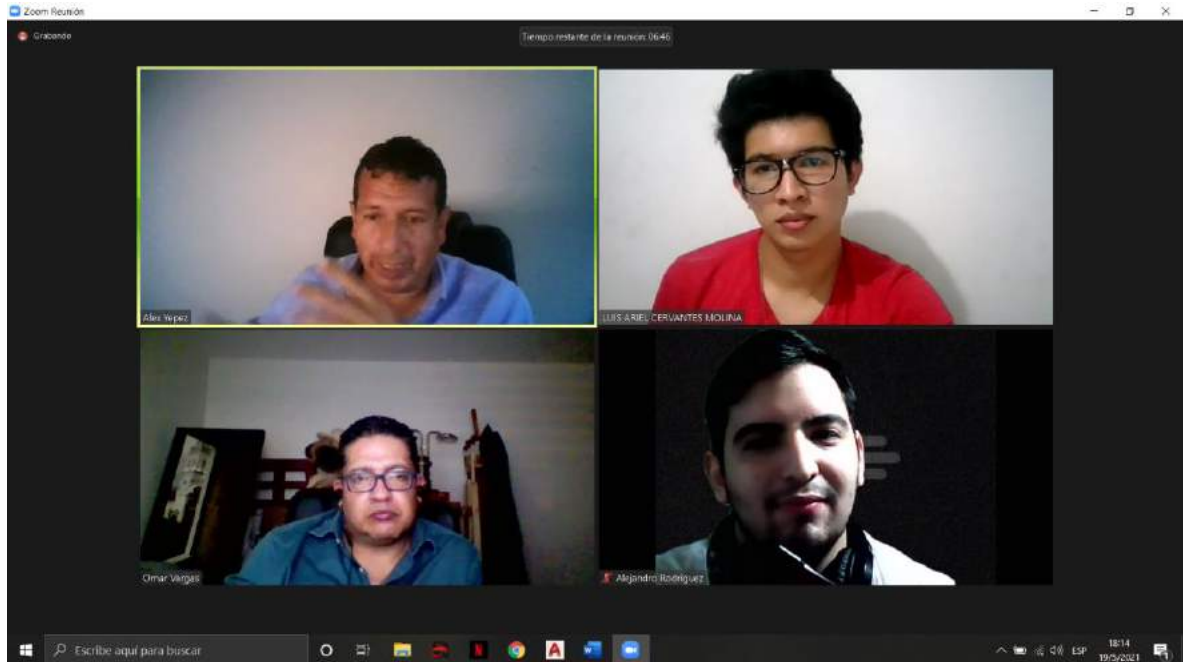 Zoom Reunión
Grabando
Tiempo restante de la reunión: 06:46
Alex Yepez
LUIS ARIEL CERVANTES MOLINA
Omar Vargas
Alejandro Rodriguez
Escribe aquí para buscar
ESP
18:14
19/5/2021